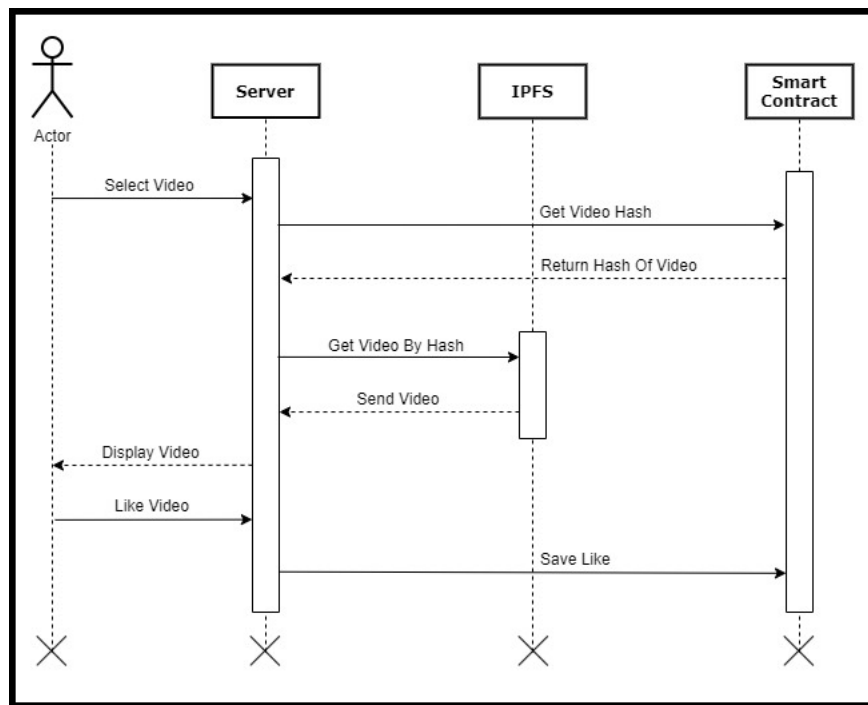 Actor
Server
IPFS
Smart
Contract
Select Video
Get Video Hash
Return Hash Of Video
Get Video By Hash
Send Video
Display Video
Like Video
Save Like